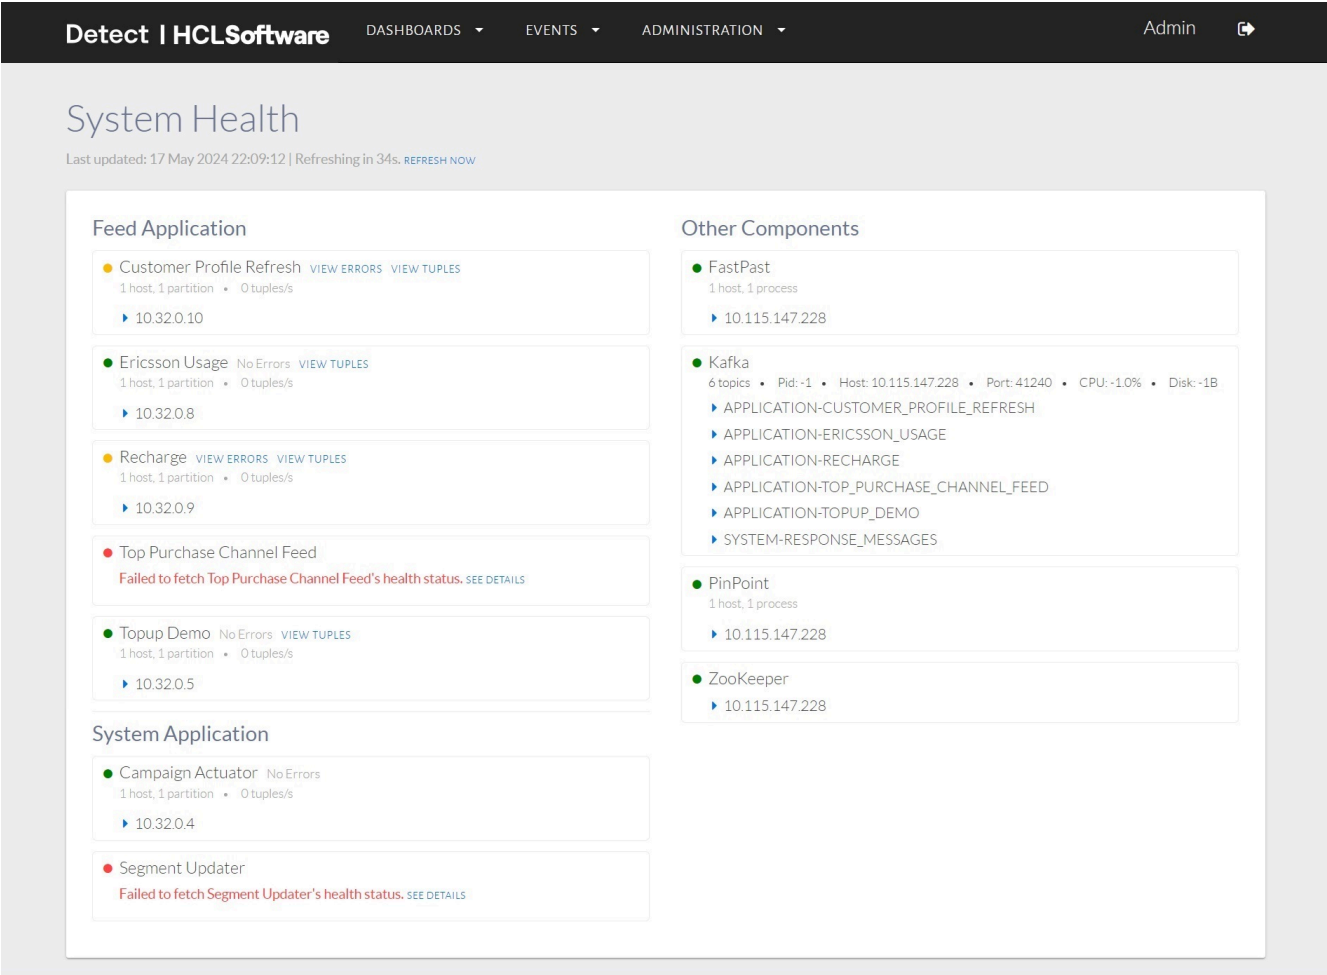 Detect | HCLSoftware DASHBOARDS EVENTS ADMINISTRATION Admin
System Health
Last updated: 17 May 2024 22:09:12 | Refreshing in 34s. REFRESH NOW
Feed Application
Customer Profile Refresh VIEW ERRORS VIEW TUPLES
1 host, 1 partition • 0 tuples/s
10.32.0.10
Ericsson Usage No Errors VIEW TUPLES
1 host, 1 partition • 0 tuples/s
10.32.0.8
Recharge VIEW ERRORS VIEW TUPLES
1 host, 1 partition • 0 tuples/s
10.32.0.9
Top Purchase Channel Feed
Failed to fetch Top Purchase Channel Feed's health status. SEE DETAILS
Topup Demo No Errors VIEW TUPLES
1 host, 1 partition • 0 tuples/s
10.32.0.5
System Application
Campaign Actuator No Errors
1 host, 1 partition • 0 tuples/s
10.32.0.4
Segment Updater
Failed to fetch Segment Updater's health status. SEE DETAILS
Other Components
FastPast
1 host, 1 process
10.115.147.228
Kafka
6 topics • Pid: -1 • Host: 10.115.147.228 • Port: 41240 • CPU: -1.0% • Disk: -1B
APPLICATION-CUSTOMER_PROFILE_REFRESH
APPLICATION-ERICSSON_USAGE
APPLICATION-RECHARGE
APPLICATION-TOP_PURCHASE_CHANNEL_FEED
APPLICATION-TOPUP_DEMO
SYSTEM-RESPONSE_MESSAGES
PinPoint
1 host, 1 process
10.115.147.228
ZooKeeper
10.115.147.228